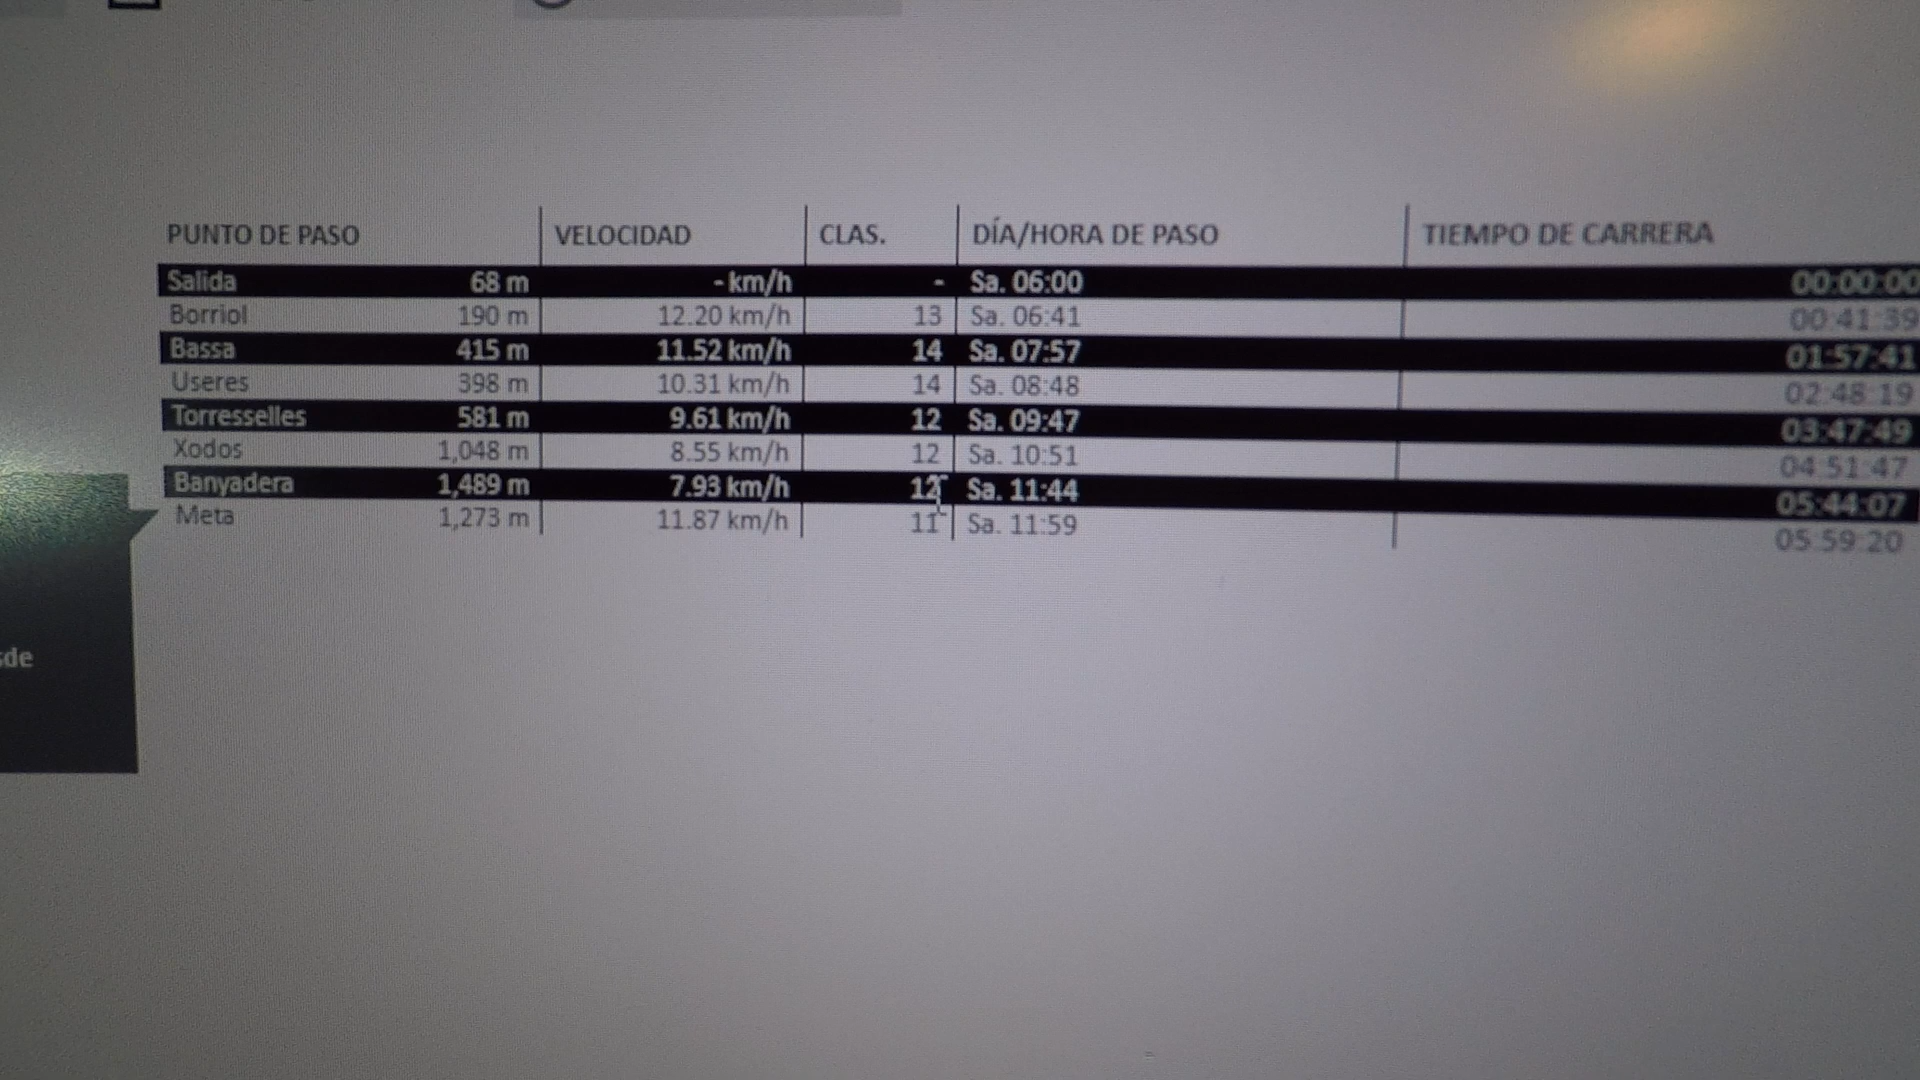 PUNTO DE PASO VELOCIDAD CLAS. DÍA/HORA DE PASO TIEMPO DE CARRERA
Salida 68 m - km/h - Sa. 06:00 00:00:00
Borriol 190 m 12.20 km/h 13 Sa. 06:41 00:41:39
Bassa 415 m 11.52 km/h 14 Sa. 07:57 01:57:41
Useres 398 m 10.31 km/h 14 Sa. 08:48 02:48:19
Torresselles 581 m 9.61 km/h 12 Sa. 09:47 03:47:49
Xodos 1,048 m 8.55 km/h 12 Sa. 10:51 04:51:47
Banyadera 1,489 m 7.93 km/h 12 Sa. 11:44 05:44:07
Meta 1,273 m 11.87 km/h 11 Sa. 11:59 05:59:20